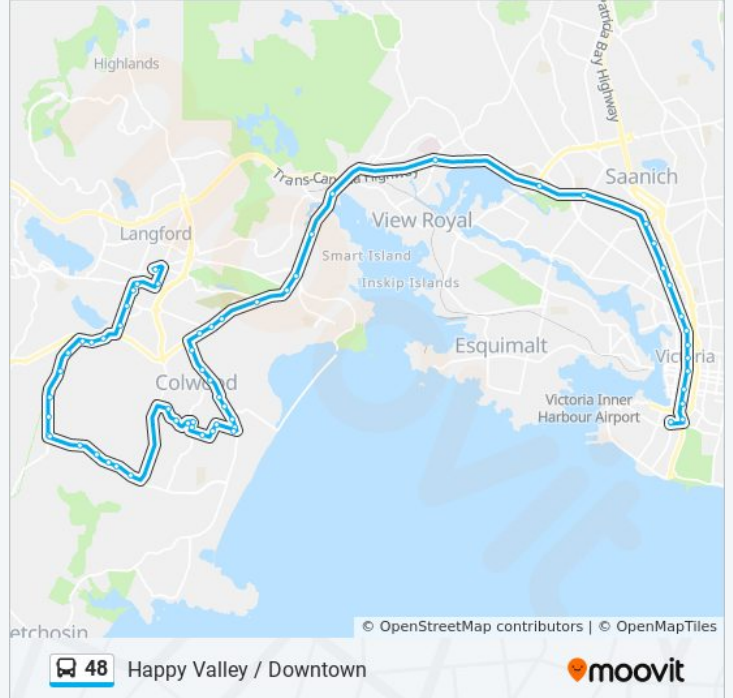 Highlands
Patricia Bay Highway
Trans-Canada Highway
Saanich
Langford
View Royal
Smart Island
Inskip Islands
Esquimalt
Victoria
Colwood
Victoria Inner
Harbour Airport
etchosin
© OpenStreetMap contributors | © OpenMapTiles
48 Happy Valley / Downtown
moovit